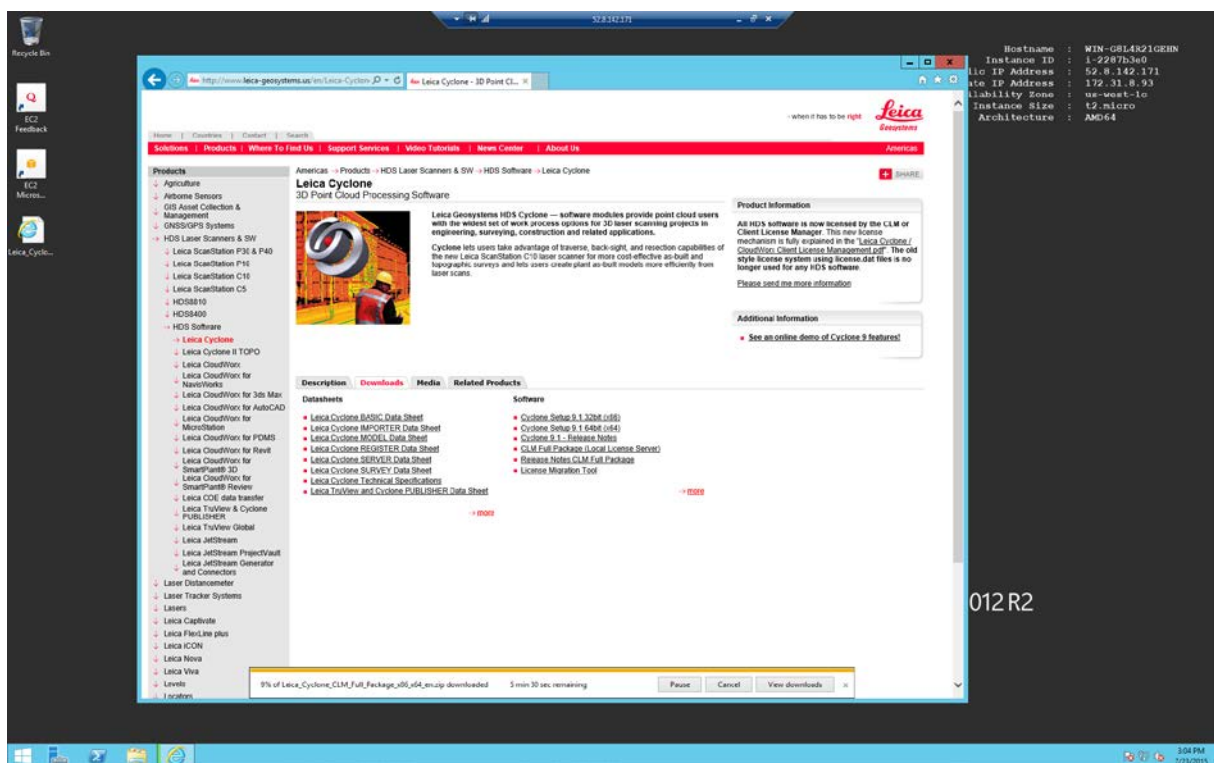 52.8.142.171
Recycle Bin
EC2
Feedback
EC2
Micros...
Leica_Cycle...
Hostname : WIN-G8L4R21GEHN
Instance ID : i-2287b3e0
lic IP Address : 52.8.142.171
ate IP Address : 172.31.8.93
ilability Zone : us-west-1c
Instance Size : t2.micro
Architecture : AMD64
http://www.leica-geosystems.us/en/Leica-Cyclon
Leica Cyclone - 3D Point Cl...
- when it has to be right
Leica
Geosystems
Home | Countries | Contact | Search
Solutions | Products | Where To Find Us | Support Services | Video Tutorials | News Center | About Us
Americas
Products
Agriculture
Airborne Sensors
GIS Asset Collection &
Management
GNSS/GPS Systems
HDS Laser Scanners & SW
Leica ScanStation P30 & P40
Leica ScanStation P16
Leica ScanStation C10
Leica ScanStation C5
HDS8810
HDS8400
HDS Software
Leica Cyclone
Leica Cyclone II TOPO
Leica CloudWorx
Leica CloudWorx for
NavisWorks
Leica CloudWorx for 3ds Max
Leica CloudWorx for AutoCAD
Leica CloudWorx for
MicroStation
Leica CloudWorx for PDMS
Leica CloudWorx for Revit
Leica CloudWorx for
SmartPlant® 3D
Leica CloudWorx for
SmartPlant® Review
Leica COE data transfer
Leica TruView & Cyclone
PUBLISHER
Leica TruView Global
Leica JetStream
Leica JetStream ProjectVault
Leica JetStream Generator
and Connectors
Laser Distancemeter
Laser Tracker Systems
Lasers
Leica Captivate
Leica FlexLine plus
Leica iCON
Leica Nova
Leica Viva
Levels
Locators
Americas → Products → HDS Laser Scanners & SW → HDS Software → Leica Cyclone
SHARE
Leica Cyclone
3D Point Cloud Processing Software
Leica Geosystems HDS Cyclone — software modules provide point cloud users
with the widest set of work process options for 3D laser scanning projects in
engineering, surveying, construction and related applications.
Cyclone lets users take advantage of traverse, back-sight, and resection capabilities of
the new Leica ScanStation C10 laser scanner for more cost-effective as-built and
topographic surveys and lets users create plant as-built models more efficiently from
laser scans.
Product Information
All HDS software is now licensed by the CLM or
Client License Manager. This new license
mechanism is fully explained in the "Leica Cyclone /
CloudWorx Client License Management.pdf" The old
style license system using license.dat files is no
longer used for any HDS software.
Please send me more information
Additional Information
See an online demo of Cyclone 9 features!
Description Downloads Media Related Products
Datasheets
Leica Cyclone BASIC Data Sheet
Leica Cyclone IMPORTER Data Sheet
Leica Cyclone MODEL Data Sheet
Leica Cyclone REGISTER Data Sheet
Leica Cyclone SERVER Data Sheet
Leica Cyclone SURVEY Data Sheet
Leica Cyclone Technical Specifications
Leica TruView and Cyclone PUBLISHER Data Sheet
→ more
Software
Cyclone Setup 9.1 32bit (x86)
Cyclone Setup 9.1 64bit (x64)
Cyclone 9.1 - Release Notes
CLM Full Package (Local License Server)
Release Notes CLM Full Package
License Migration Tool
→ more
012 R2
9% of Leica_Cyclone_CLM_Full_Package_x86_x64_en.zip downloaded 5 min 30 sec remaining Pause Cancel View downloads
3:04 PM